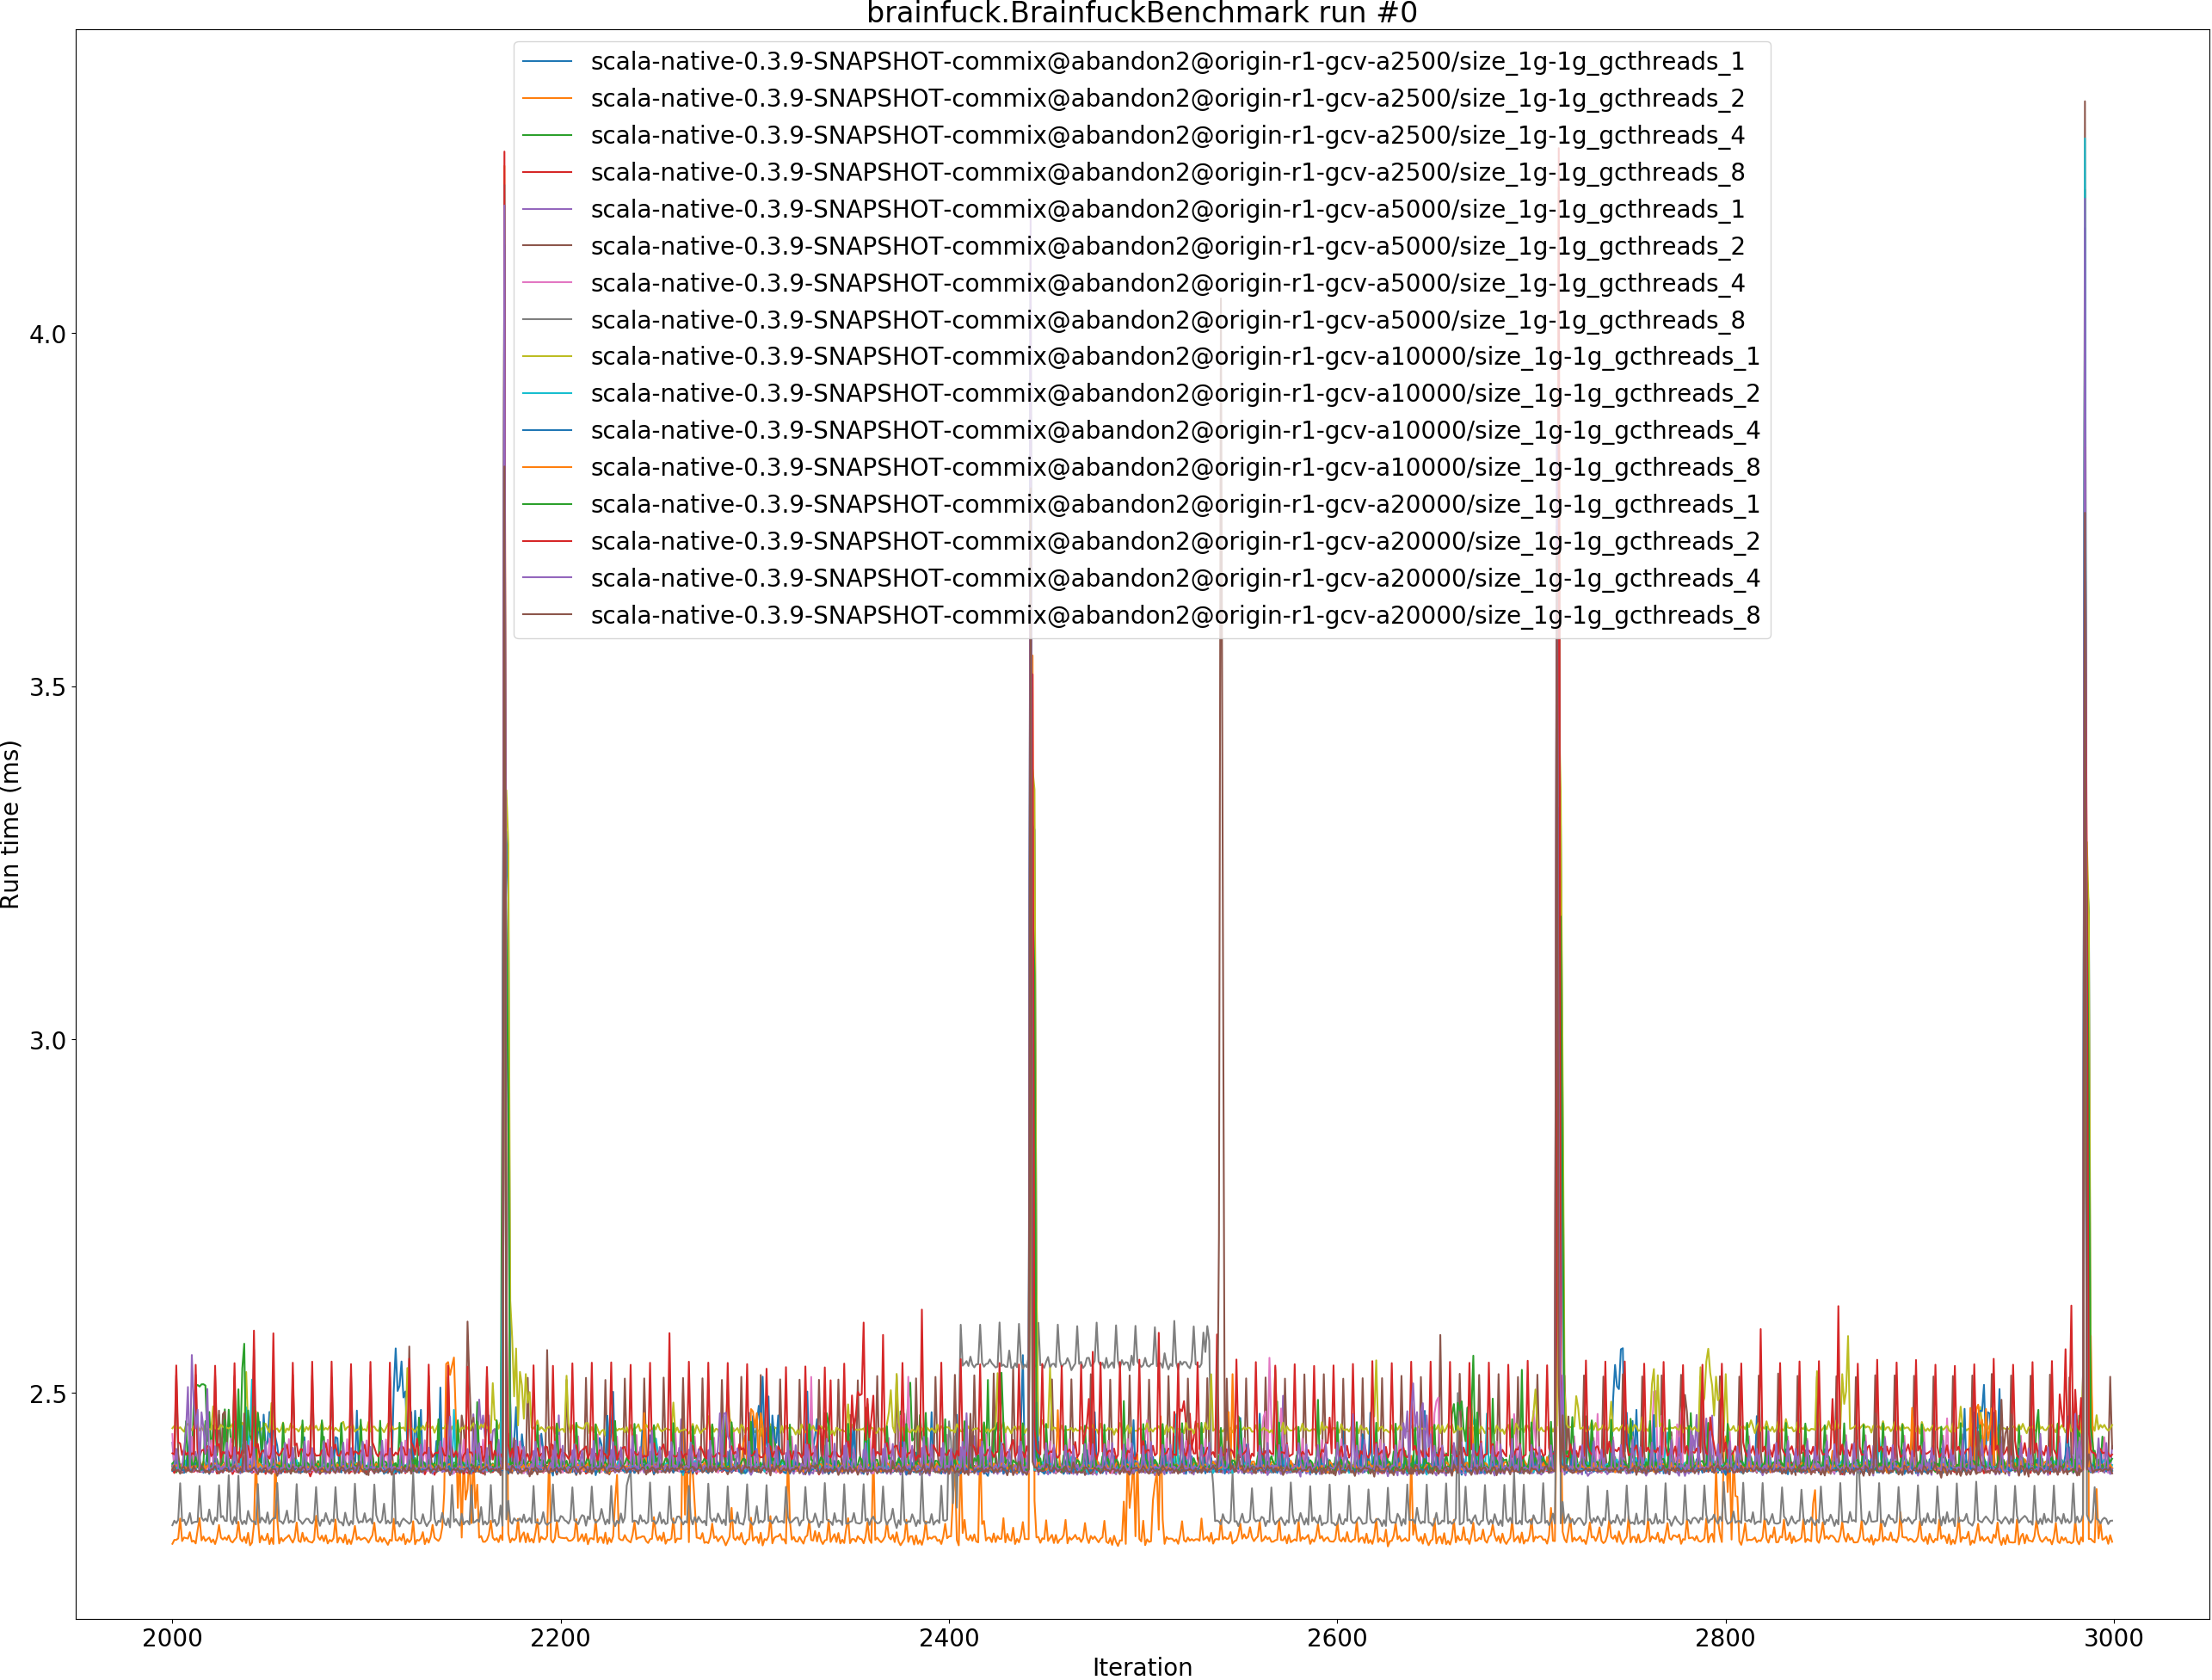 brainfuck.BrainfuckBenchmark run #0
scala-native-0.3.9-SNAPSHOT-commix@abandon2@origin-r1-gcv-a2500/size_1g-1g_gcthreads_1
scala-native-0.3.9-SNAPSHOT-commix@abandon2@origin-r1-gcv-a2500/size_1g-1g_gcthreads_2
scala-native-0.3.9-SNAPSHOT-commix@abandon2@origin-r1-gcv-a2500/size_1g-1g_gcthreads_4
scala-native-0.3.9-SNAPSHOT-commix@abandon2@origin-r1-gcv-a2500/size_1g-1g_gcthreads_8
scala-native-0.3.9-SNAPSHOT-commix@abandon2@origin-r1-gcv-a5000/size_1g-1g_gcthreads_1
scala-native-0.3.9-SNAPSHOT-commix@abandon2@origin-r1-gcv-a5000/size_1g-1g_gcthreads_2
scala-native-0.3.9-SNAPSHOT-commix@abandon2@origin-r1-gcv-a5000/size_1g-1g_gcthreads_4
scala-native-0.3.9-SNAPSHOT-commix@abandon2@origin-r1-gcv-a5000/size_1g-1g_gcthreads_8
scala-native-0.3.9-SNAPSHOT-commix@abandon2@origin-r1-gcv-a10000/size_1g-1g_gcthreads_1
scala-native-0.3.9-SNAPSHOT-commix@abandon2@origin-r1-gcv-a10000/size_1g-1g_gcthreads_2
scala-native-0.3.9-SNAPSHOT-commix@abandon2@origin-r1-gcv-a10000/size_1g-1g_gcthreads_4
scala-native-0.3.9-SNAPSHOT-commix@abandon2@origin-r1-gcv-a10000/size_1g-1g_gcthreads_8
scala-native-0.3.9-SNAPSHOT-commix@abandon2@origin-r1-gcv-a20000/size_1g-1g_gcthreads_1
scala-native-0.3.9-SNAPSHOT-commix@abandon2@origin-r1-gcv-a20000/size_1g-1g_gcthreads_2
scala-native-0.3.9-SNAPSHOT-commix@abandon2@origin-r1-gcv-a20000/size_1g-1g_gcthreads_4
scala-native-0.3.9-SNAPSHOT-commix@abandon2@origin-r1-gcv-a20000/size_1g-1g_gcthreads_8
4.0
3.5
3.0
2.5
Run time (ms)
2000 2200 2400 2600 2800 3000
Iteration